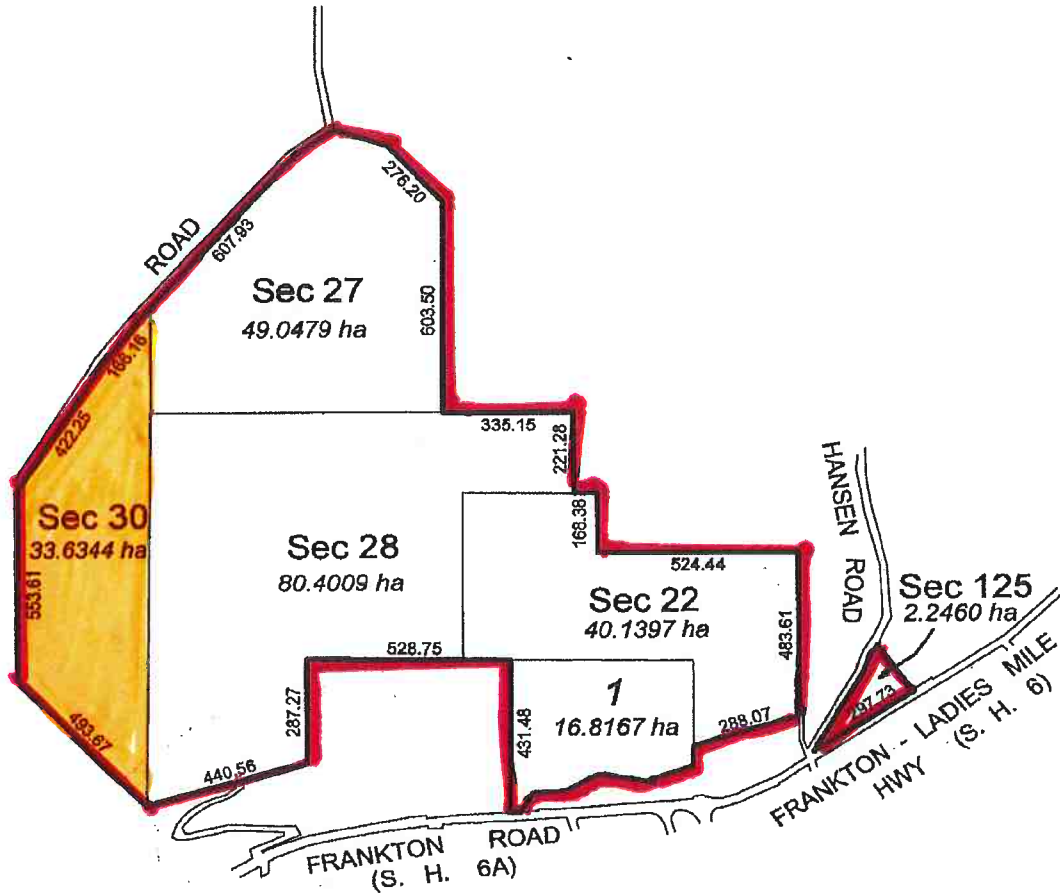 276.20
ROAD
607.93
Sec 27
49.0479 ha
603.50
168.16
335.15
221.28
422.25
HANSEN ROAD
Sec 30
33.6344 ha
168.38
Sec 28
80.4009 ha
524.44
Sec 125
2.2460 ha
Sec 22
40.1397 ha
553.61
483.61
528.75
1
16.8167 ha
287.27
431.48
288.07
297.73
493.67
440.56
FRANKTON - LADIES MILE
HWY (S. H. 6)
FRANKTON ROAD
(S. H. 6A)